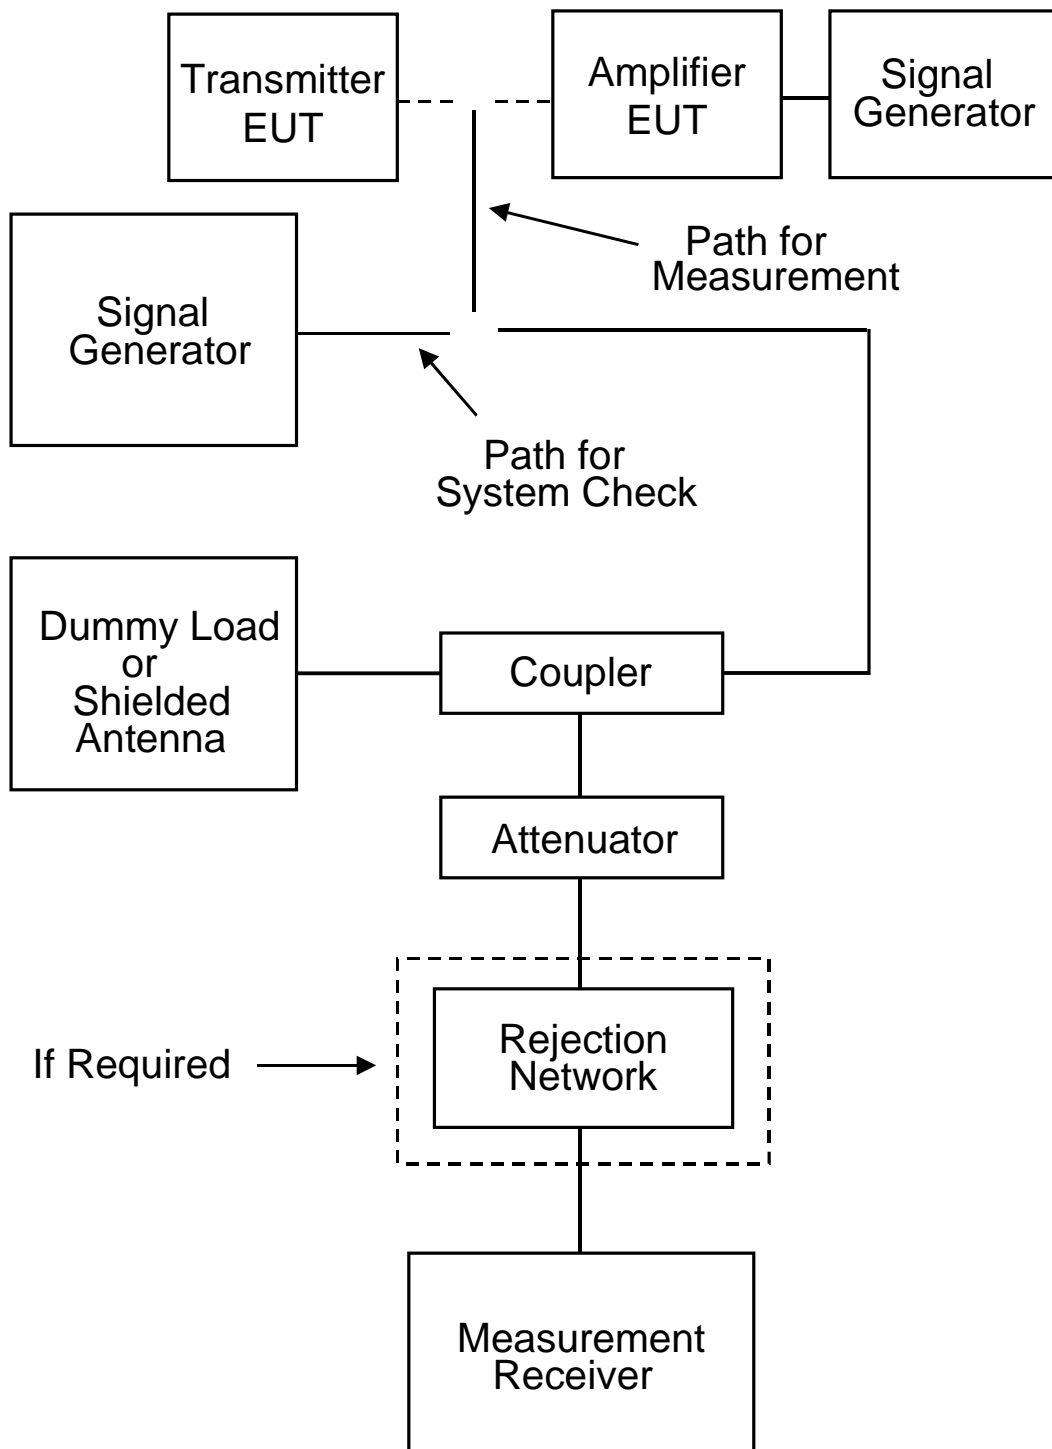 Transmitter
EUT
Amplifier
EUT
Signal
Generator
Path for
Measurement
Signal
Generator
Path for
System Check
Dummy Load
or
Shielded
Antenna
Coupler
Attenuator
If Required
Rejection
Network
Measurement
Receiver